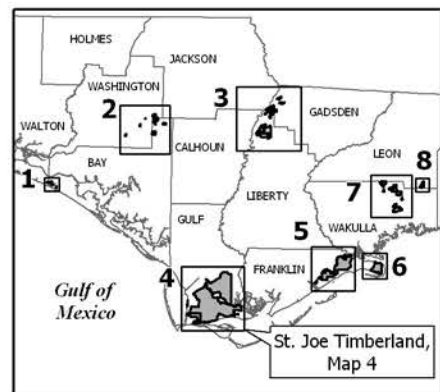 HOLMES
JACKSON
WASHINGTON
2
3
GADSDEN
WALTON
CALHOUN
LEON
8
BAY
1
7
LIBERTY
GULF
5
WAKULLA
4
FRANKLIN
6
Gulf of
Mexico
St. Joe Timberland,
Map 4